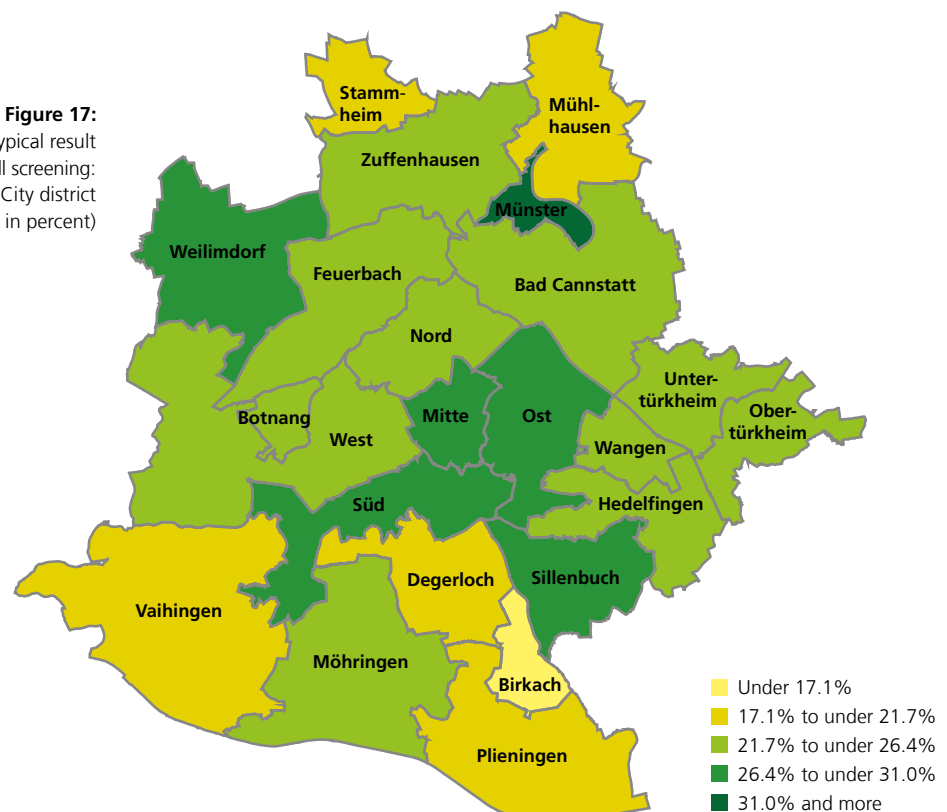 Figure 17:
ypical result
ll screening:
City district
in percent)
Stamm-
heim
Mühl-
hausen
Zuffenhausen
Münster
Weilimdorf
Feuerbach
Bad Cannstatt
Nord
Unter-
türkheim
Ober-
türkheim
Botnang
West
Mitte
Ost
Wangen
Süd
Hedelfingen
Degerloch
Sillenbuch
Vaihingen
Möhringen
Birkach
Plieningen
Under 17.1%
17.1% to under 21.7%
21.7% to under 26.4%
26.4% to under 31.0%
31.0% and more